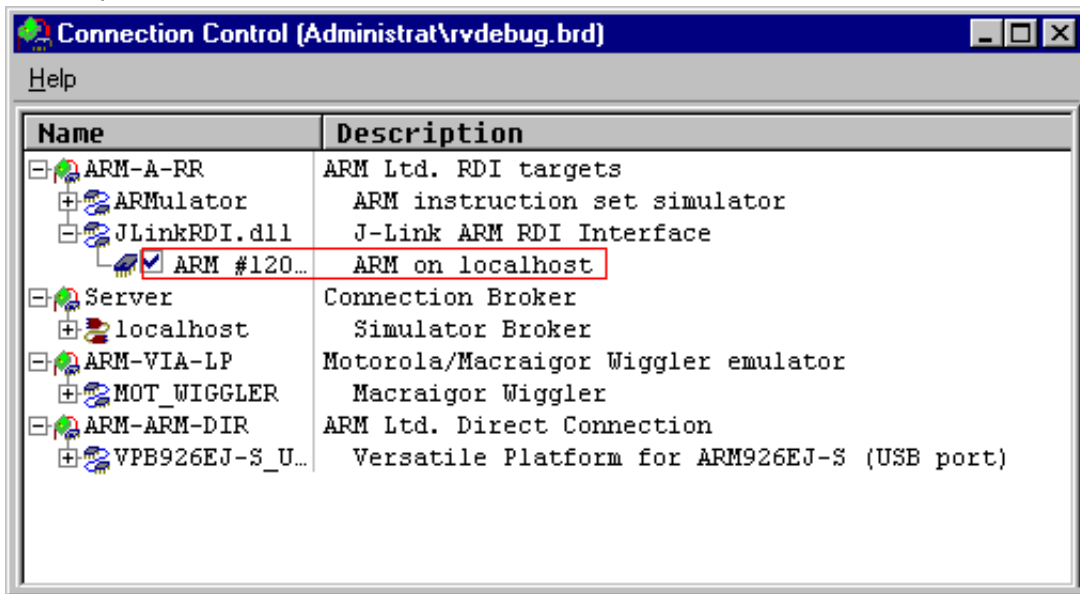 Connection Control (Administrat\rvdebug.brd)
Help
Name Description
ARM-A-RR ARM Ltd. RDI targets
ARMulator ARM instruction set simulator
JLinkRDI.dll J-Link ARM RDI Interface
ARM #120… ARM on localhost
Server Connection Broker
localhost Simulator Broker
ARM-VIA-LP Motorola/Macraigor Wiggler emulator
MOT_WIGGLER Macraigor Wiggler
ARM-ARM-DIR ARM Ltd. Direct Connection
VPB926EJ-S_U… Versatile Platform for ARM926EJ-S (USB port)